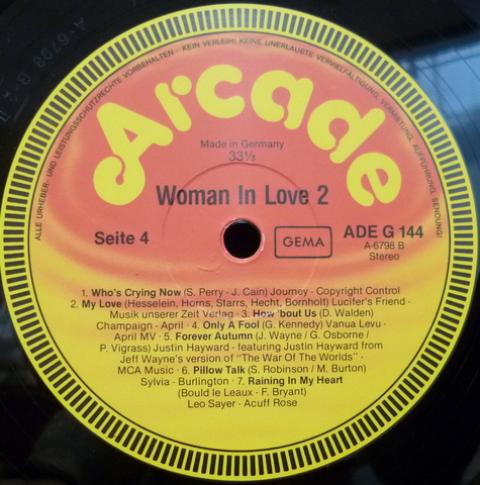 ALLE URHEBER- UND LEISTUNGSSCHUTZRECHTE VORBEHALTEN - KEIN VERLEIH! KEINE UNERLAUBTE VERVIELFÄLTIGUNG, VERMIETUNG, AUFFÜHRUNG, SENDUNG!
Arcade
Made in Germany
33⅓
Woman In Love 2
Seite 4
GEMA
ADE G 144
A-6798 B
Stereo
1. Who's Crying Now (S. Perry - J. Cain) Journey - Copyright Control
2. My Love (Hesselein, Horns, Starrs, Hecht, Bornholt) Lucifer's Friend -
Musik unserer Zeit Verlag · 3. How 'bout Us (D. Walden)
Champaign - April · 4. Only A Fool (G. Kennedy) Vanua Levu -
April MV · 5. Forever Autumn (J. Wayne / G. Osborne /
P. Vigrass) Justin Hayward - featuring Justin Hayward from
Jeff Wayne's version of "The War Of The Worlds" -
MCA Music · 6. Pillow Talk (S. Robinson / M. Burton)
Sylvia - Burlington · 7. Raining In My Heart
(Bould le Leaux - F. Bryant)
Leo Sayer - Acuff Rose